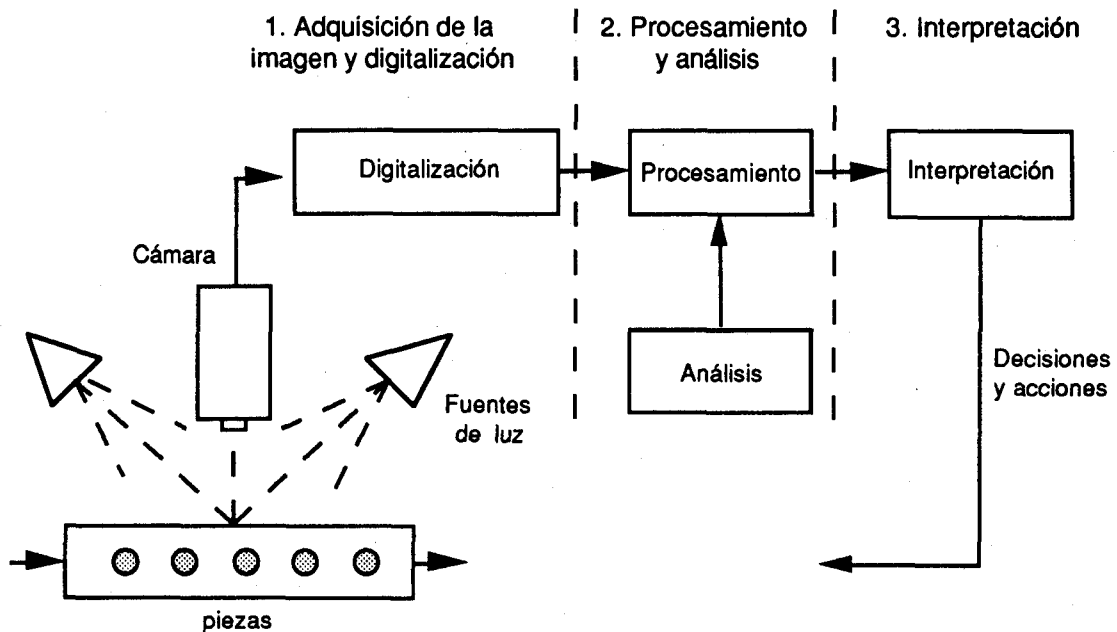 1. Adquisición de la
imagen y digitalización
2. Procesamiento
y análisis
3. Interpretación
Digitalización
Procesamiento
Interpretación
Cámara
Análisis
Decisiones
y acciones
Fuentes
de luz
piezas